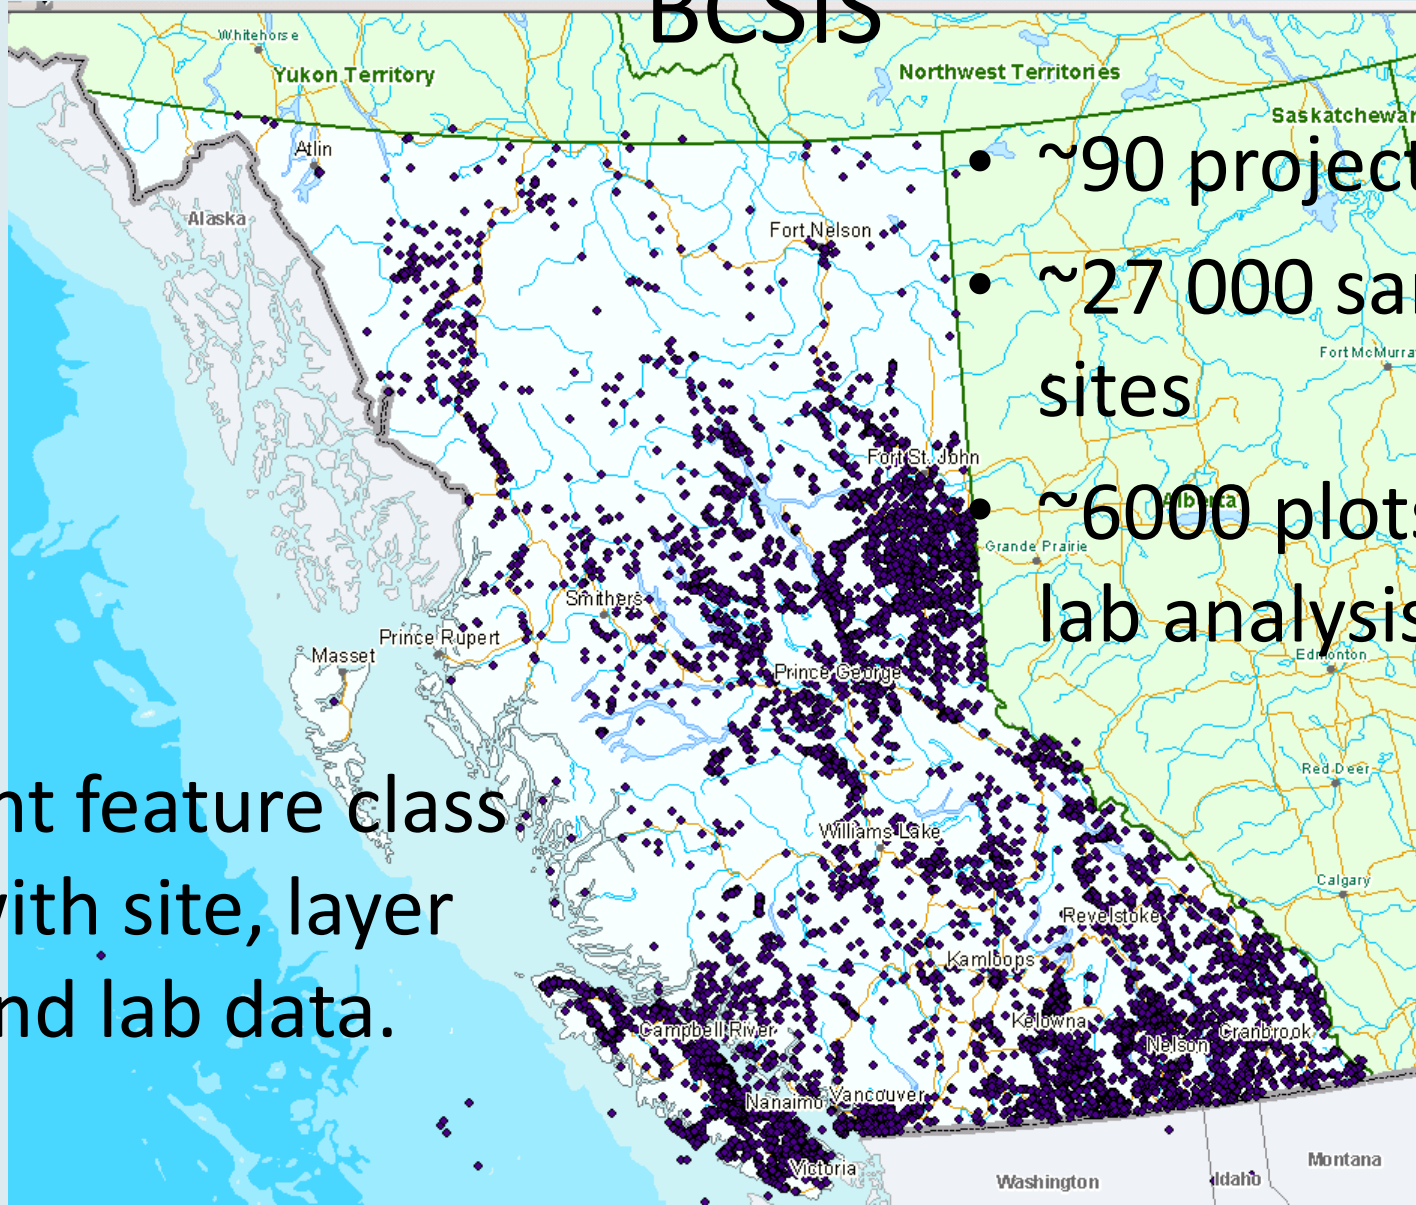 BCSIS
Whitehorse
Yukon Territory
Northwest Territories
Saskatchewar
Atlin
• ~90 project
Alaska
Fort Nelson
• ~27 000 sar
Fort McMurra
sites
Fort St. John
Alberta
• ~6000 plots
Grande Prairie
Smithers
lab analysis
Prince Rupert
Masset
Edmonton
Prince George
Red Deer
nt feature class
Williams Lake
Calgary
with site, layer
Revelstoke
Kamloops
nd lab data.
Kelowna
Campbell River
Cranbrook
Nelson
Nanaimo
Vancouver
Victoria
Montana
Washington
Idaho